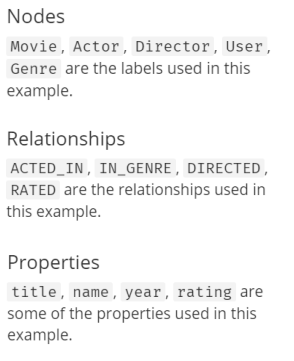 Nodes
Movie, Actor, Director, User,
Genre are the labels used in this
example.
Relationships
ACTED_IN, IN_GENRE, DIRECTED,
RATED are the relationships used in
this example.
Properties
title, name, year, rating are
some of the properties used in this
example.